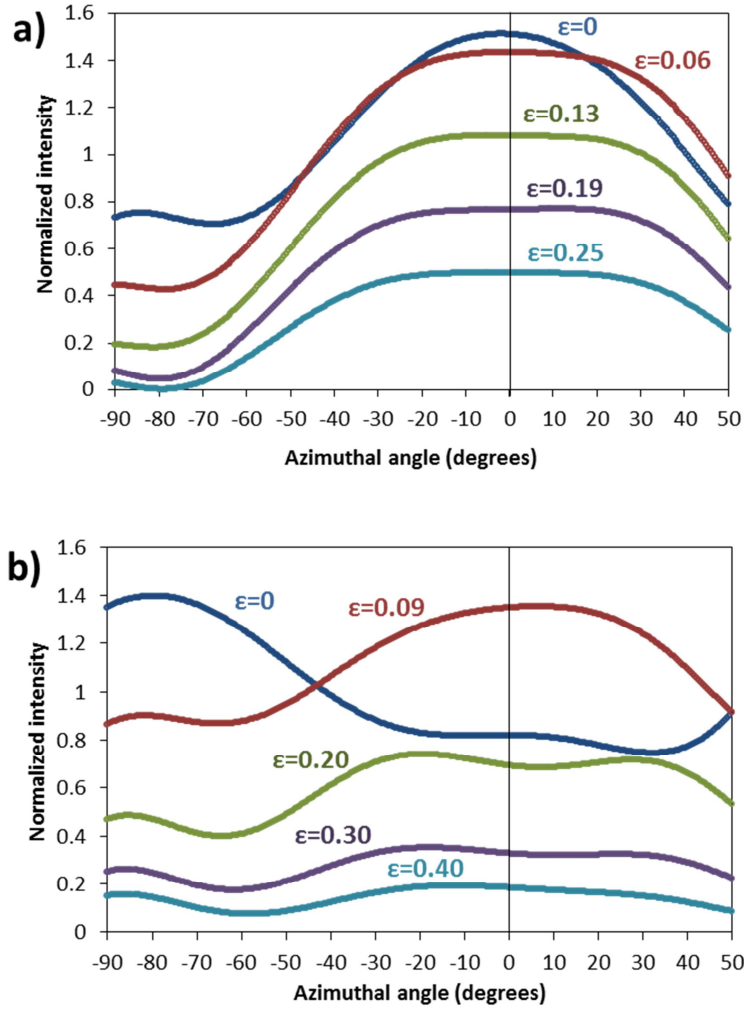 a)
1.6
1.4
1.2
1
0.8
0.6
0.4
0.2
0
Normalized intensity
ε=0
ε=0.06
ε=0.13
ε=0.19
ε=0.25
-90 -80 -70 -60 -50 -40 -30 -20 -10 0 10 20 30 40 50
Azimuthal angle (degrees)
b)
1.6
1.4
1.2
1
0.8
0.6
0.4
0.2
0
Normalized intensity
ε=0
ε=0.09
ε=0.20
ε=0.30
ε=0.40
-90 -80 -70 -60 -50 -40 -30 -20 -10 0 10 20 30 40 50
Azimuthal angle (degrees)